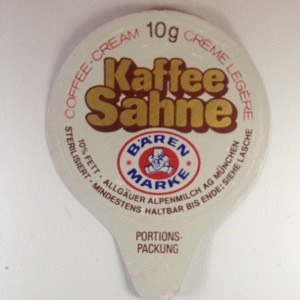 COFFEE-CREAM 10g CRÈME LEGÈRE
Kaffee
Sahne
BÄREN
MARKE
10% FETT - ALLGÄUER ALPENMILCH AG MÜNCHEN
STERILISIERT - MINDESTENS HALTBAR BIS ENDE: SIEHE LASCHE
PORTIONS-
PACKUNG